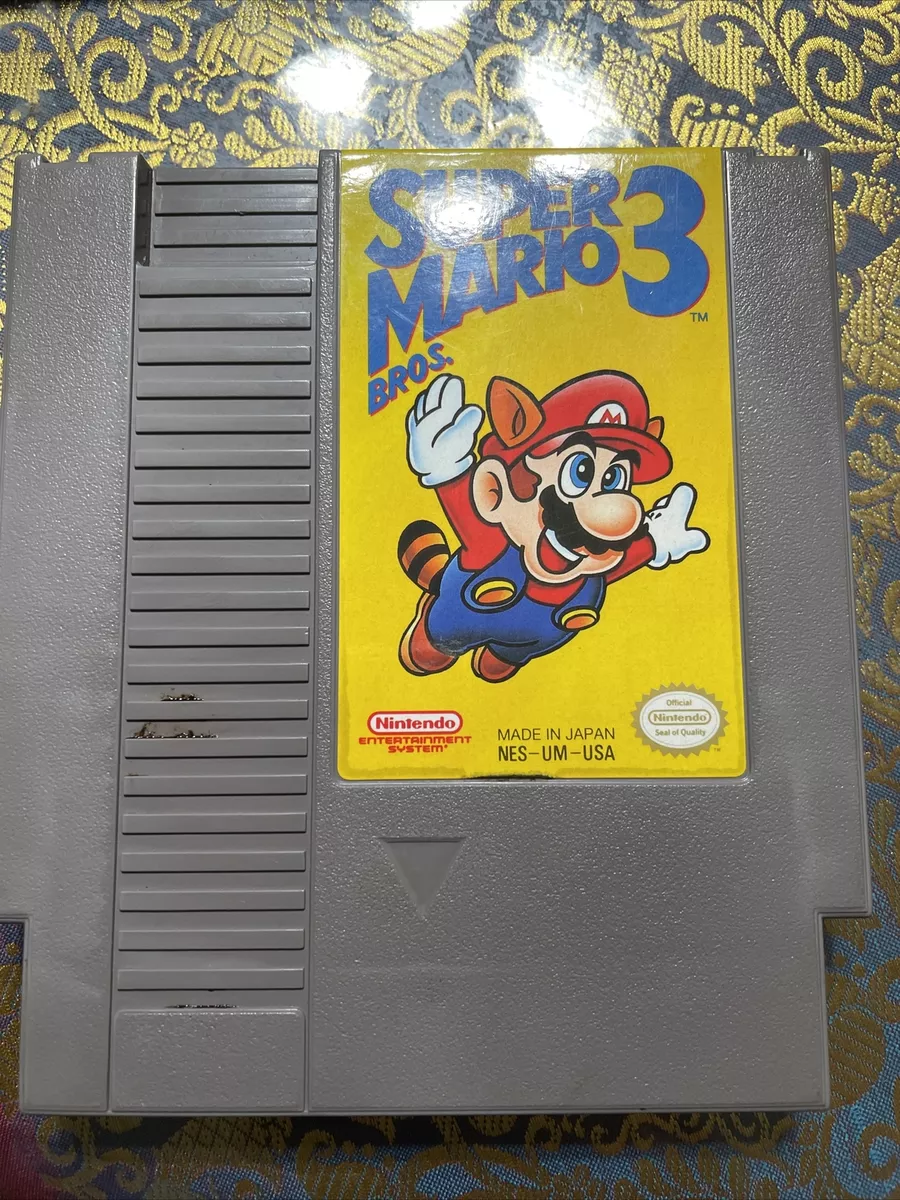 SUPER
MARIO 3
BROS.
TM
M
Nintendo
ENTERTAINMENT
SYSTEM
MADE IN JAPAN
NES-UM-USA
Official
Nintendo
Seal of Quality
TM